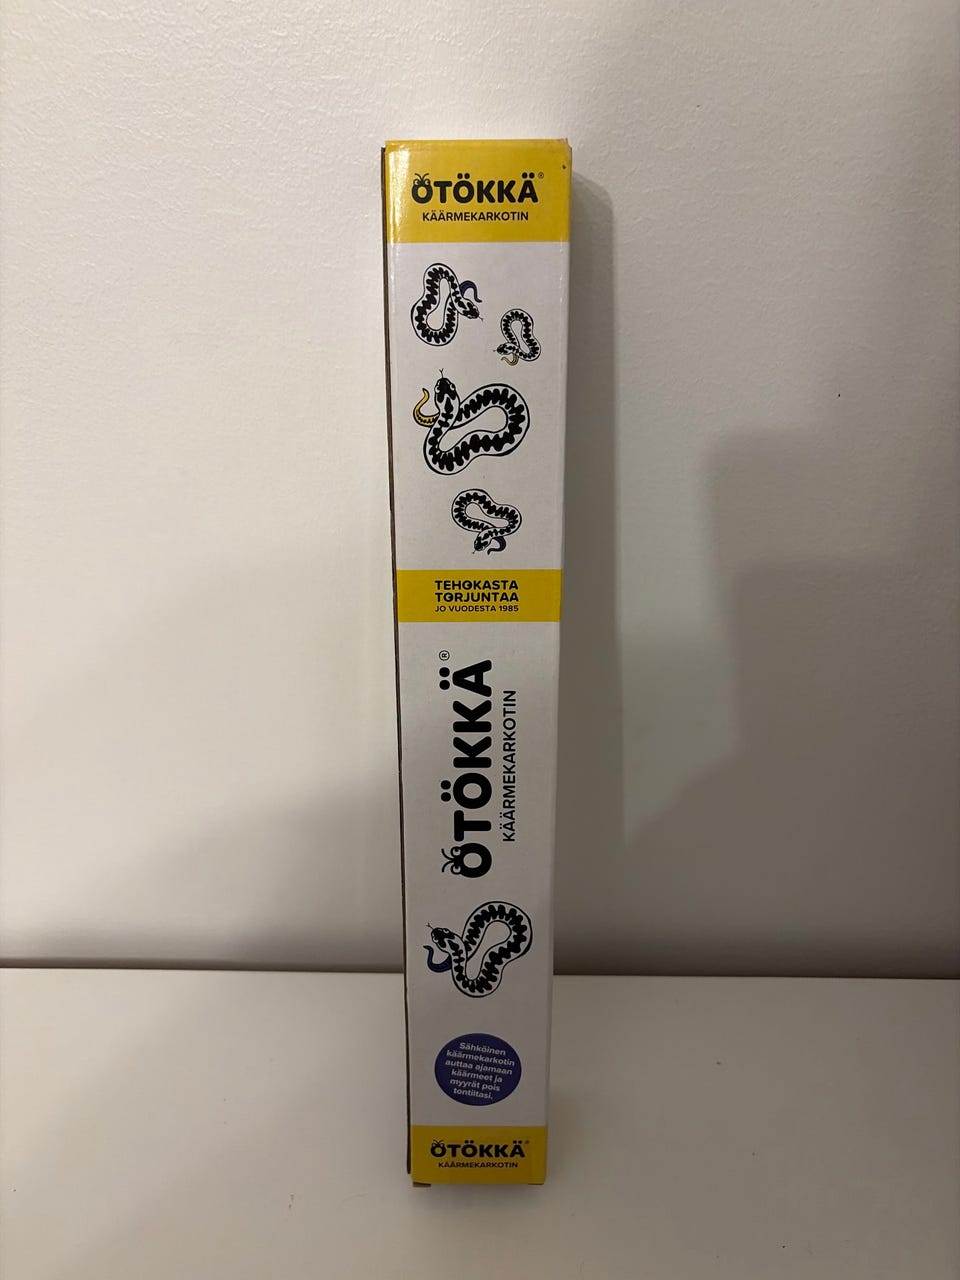 ÖTÖKKÄ®
KÄÄRMEKARKOTIN
TEHOKASTA
TORJUNTAA
JO VUODESTA 1985
ÖTÖKKÄ®
KÄÄRMEKARKOTIN
Sähköinen
käärmekarkotin
auttaa ajamaan
käärmeet ja
myyrät pois
tontiltasi.
ÖTÖKKÄ®
KÄÄRMEKARKOTIN